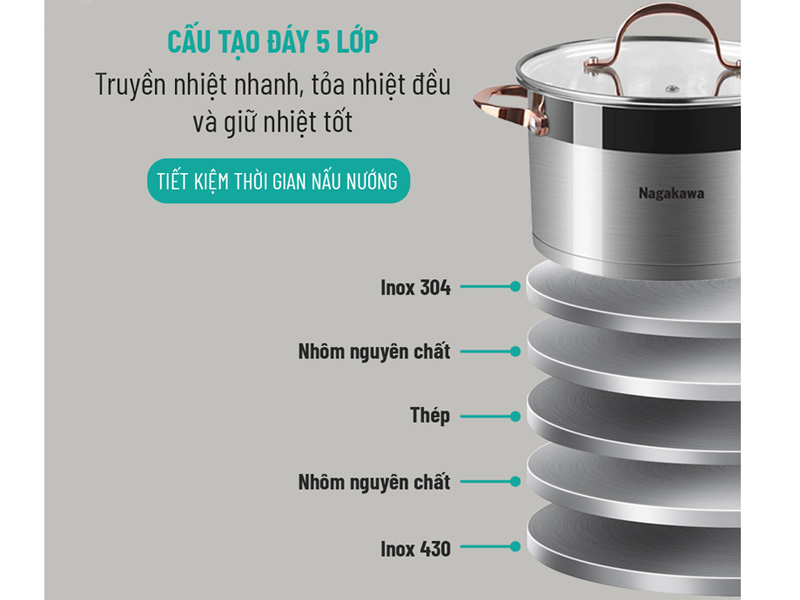 CẤU TẠO ĐÁY 5 LỚP
Truyền nhiệt nhanh, tỏa nhiệt đều
và giữ nhiệt tốt
TIẾT KIỆM THỜI GIAN NẤU NƯỚNG
Nagakawa
Inox 304
Nhôm nguyên chất
Thép
Nhôm nguyên chất
Inox 430